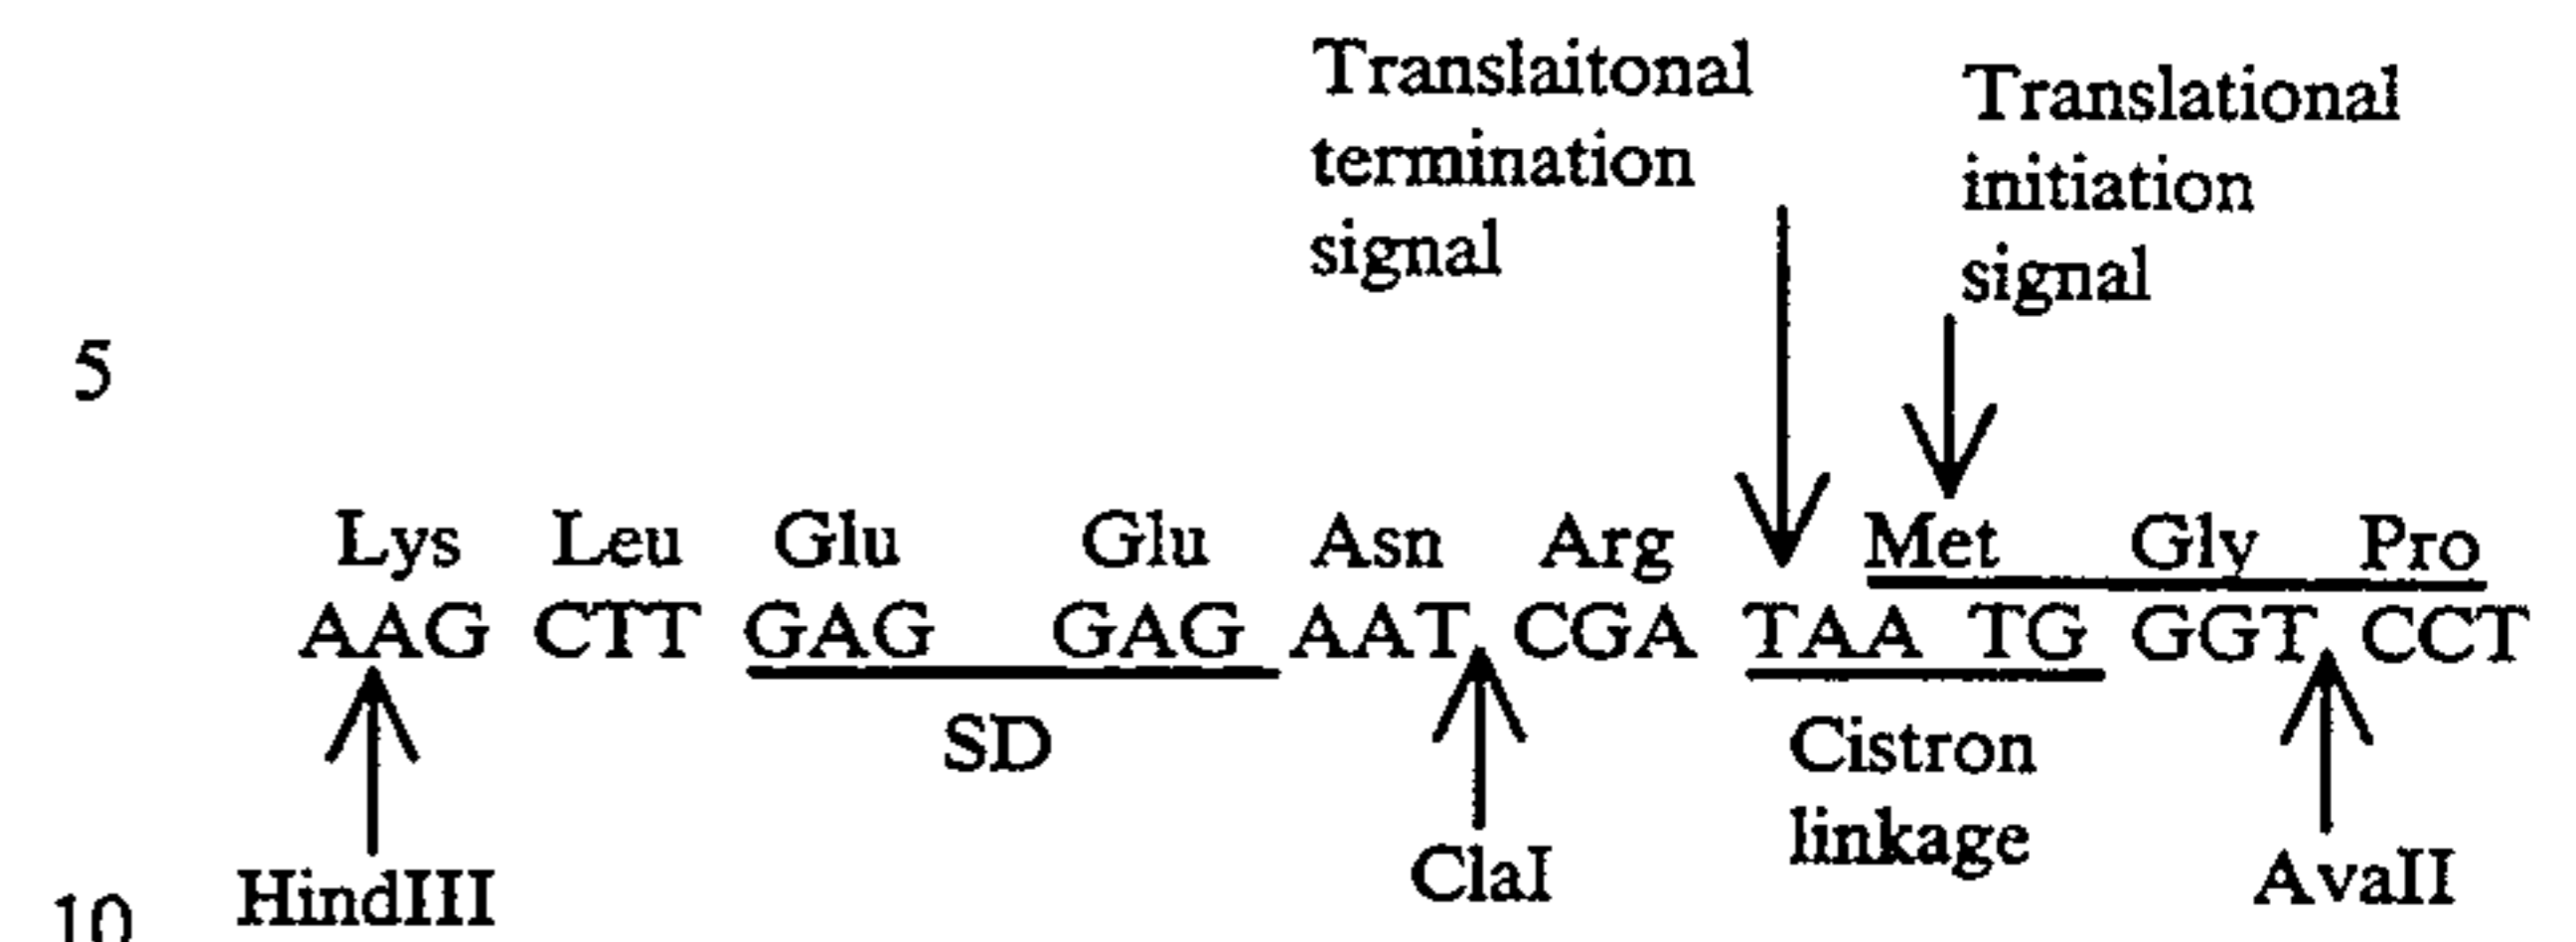 Translaitonal
termination
signal
Translational
initiation
signal
5
Lys Leu Glu Glu Asn Arg Met Gly Pro
AAG CTT GAG GAG AAT CGA TAA TG GGT CCT
SD
Cistron
linkage
ClaI
AvaII
HindIII
10